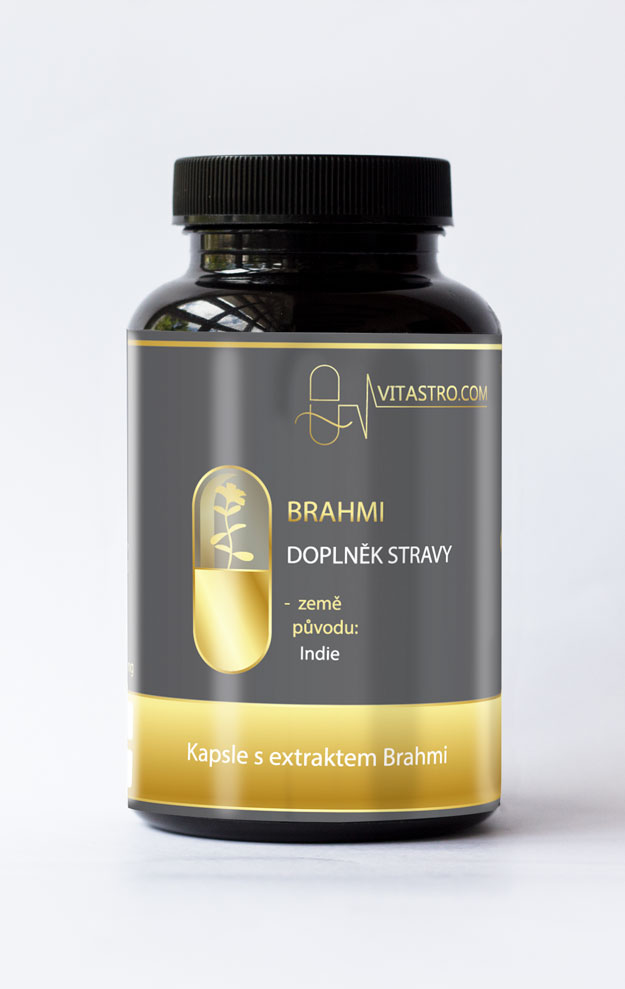 VITASTRO.COM
BRAHMI
DOPLNĚK STRAVY
- země
původu:
Indie
Kapsle s extraktem Brahmi